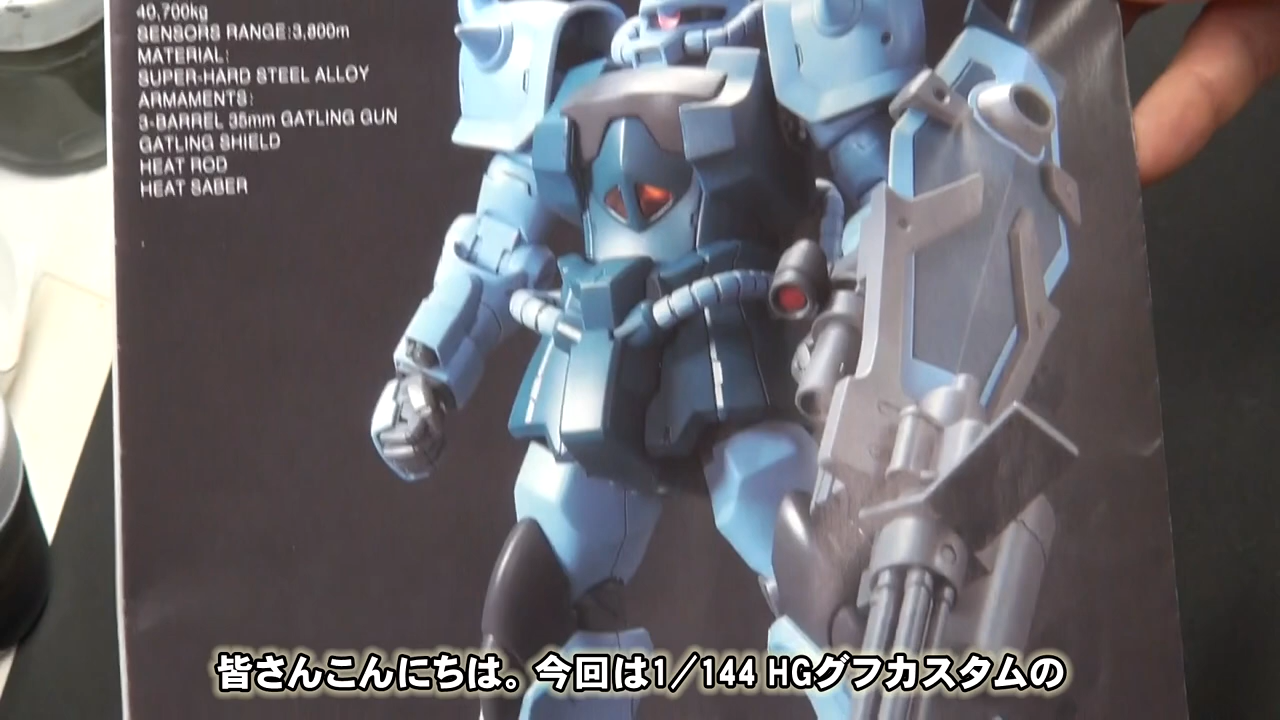 40,700kg
SENSORS RANGE:3,800m
MATERIAL:
SUPER-HARD STEEL ALLOY
ARMAMENTS:
3-BARREL 35mm GATLING GUN
GATLING SHIELD
HEAT ROD
HEAT SABER
皆さんこんにちは。今回は1/144 HGグフカスタムの